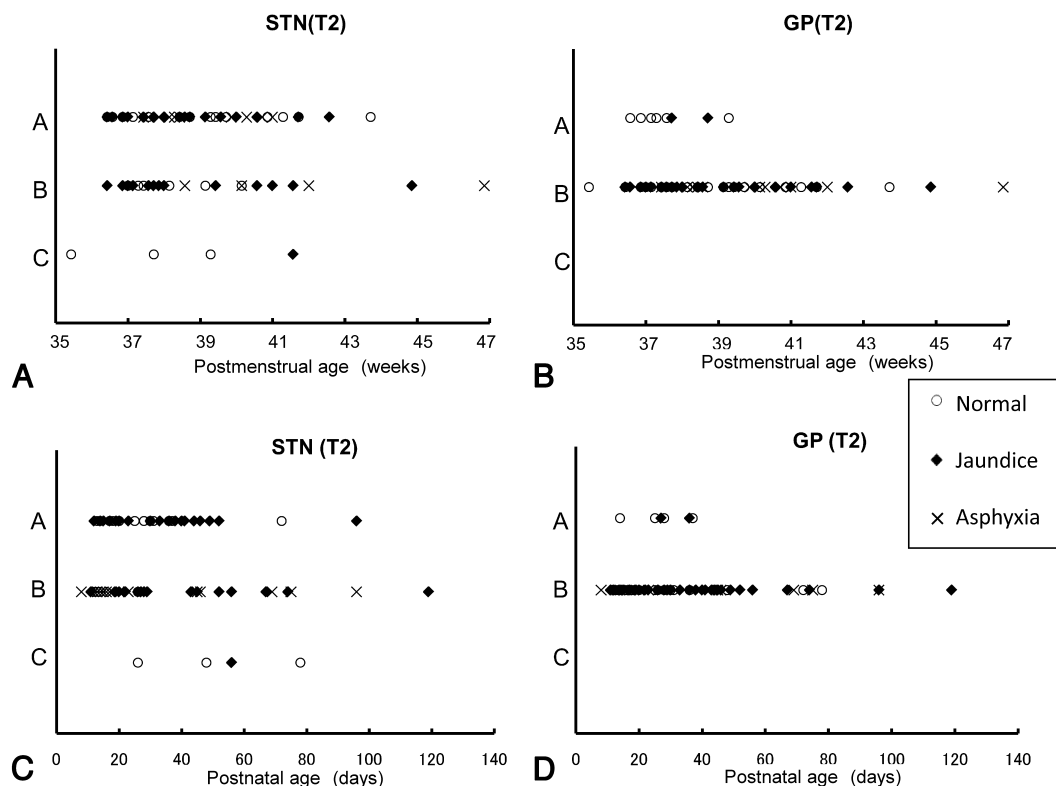 STN(T2)
A
B
C
35 37 39 41 43 45 47
Postmenstrual age (weeks)
A
GP(T2)
A
B
C
35 37 39 41 43 45 47
Postmenstrual age (weeks)
B
Normal
Jaundice
Asphyxia
STN (T2)
A
B
C
0 20 40 60 80 100 120 140
Postnatal age (days)
C
GP (T2)
A
B
C
0 20 40 60 80 100 120 140
Postnatal age (days)
D